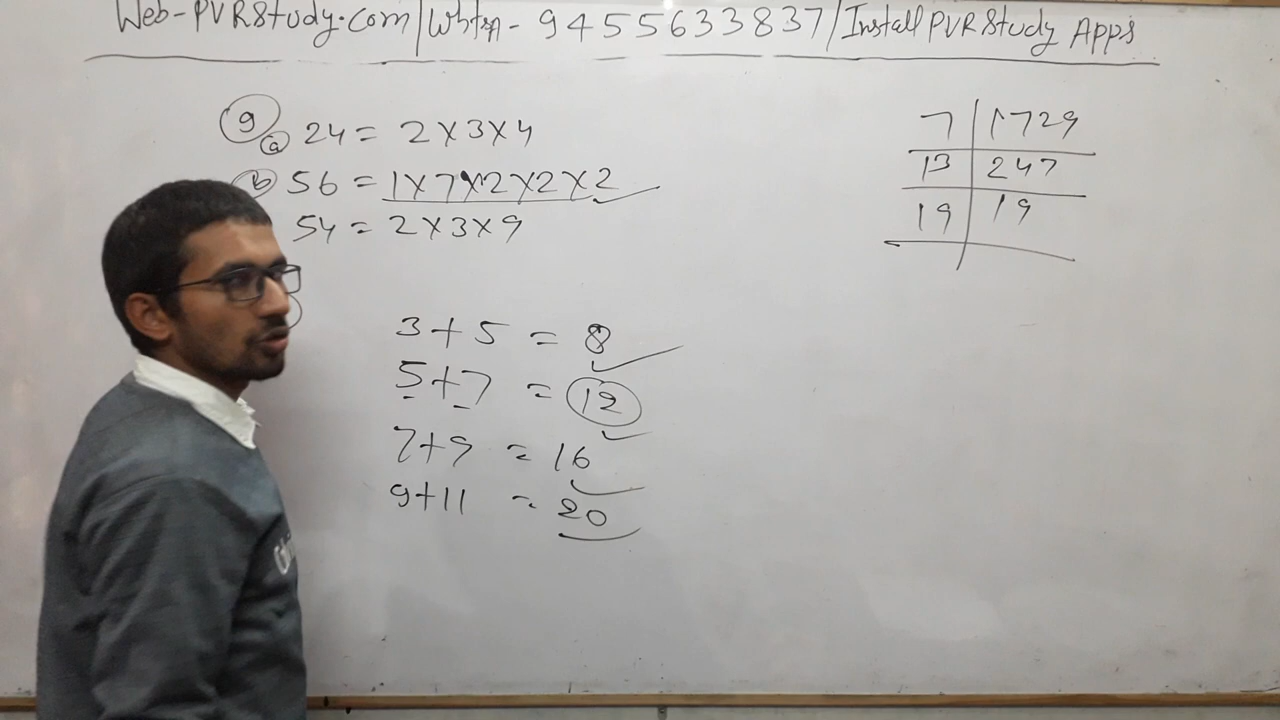 Web-PVRStudy.com/Whtsp-9455633837/Install PVR Study Apps
9
a 24 = 2×3×4
b 56 = 1×7×2×2×2
54 = 2×3×9
3+5 = 8
5+7 = 12
7+9 = 16
9+11 = 20
7 1729
13 247
19 19